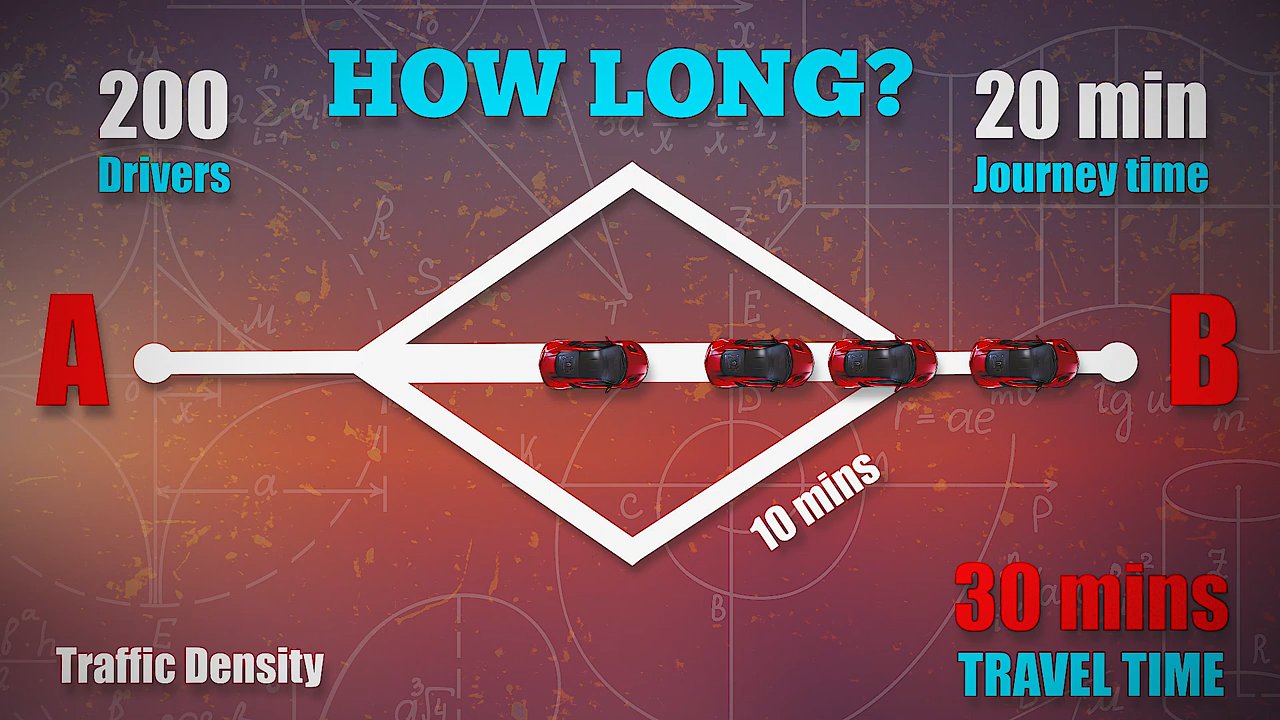 HOW LONG?
200
Drivers
20 min
Journey time
A
B
10 mins
30 mins
TRAVEL TIME
Traffic Density